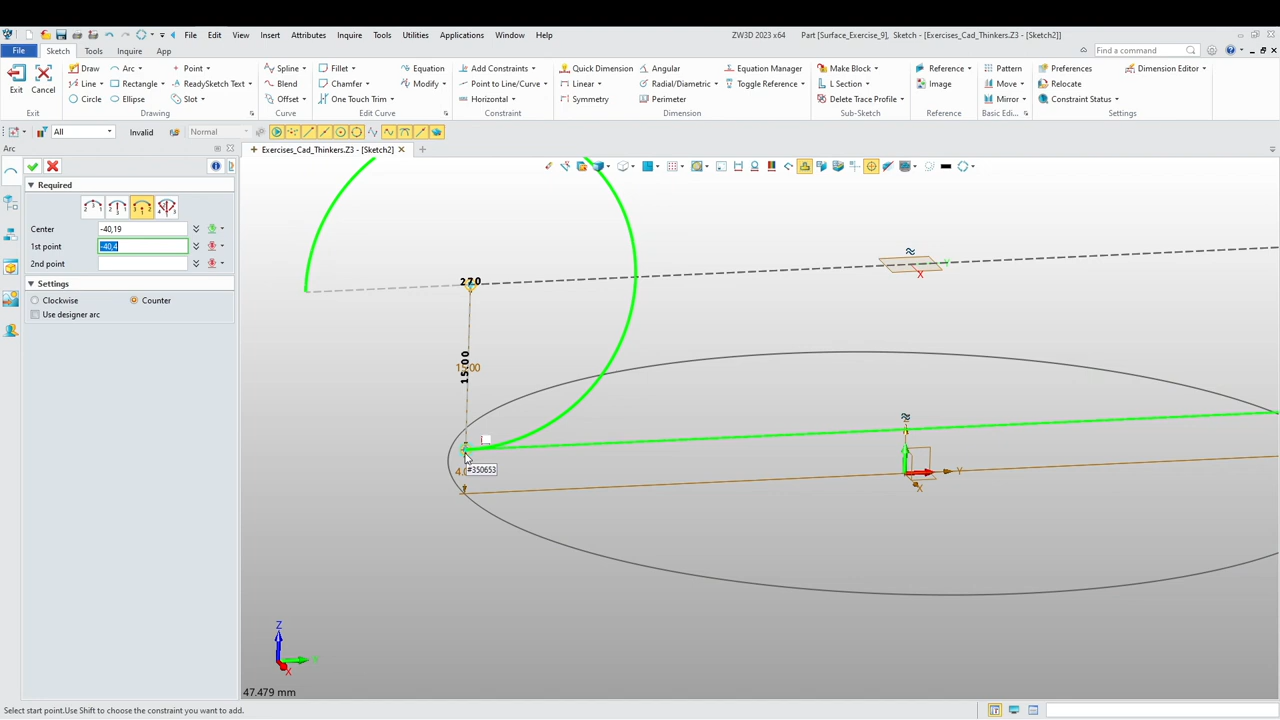 File Edit View Insert Attributes Inquire Tools Utilities Applications Window Help
ZW3D 2023 x64
Part [Surface_Exercise_9], Sketch - [Exercises_Cad_Thinkers.Z3 - [Sketch2]]
File Sketch Tools Inquire App
Find a command
Exit Cancel
Draw Arc Point
Line Rectangle ReadySketch Text
Circle Ellipse Slot
Spline
Blend
Offset
Fillet Equation
Chamfer Modify
One Touch Trim
Add Constraints
Point to Line/Curve
Horizontal
Quick Dimension Angular Equation Manager
Linear Radial/Diametric Toggle Reference
Symmetry Perimeter
Make Block
L Section
Delete Trace Profile
Reference
Image
Pattern
Move
Mirror
Preferences Dimension Editor
Relocate
Constraint Status
Exit Drawing Curve Edit Curve Constraint Dimension Sub-Sketch Reference Basic Edi... Settings
All Invalid Normal
Arc
Exercises_Cad_Thinkers.Z3 - [Sketch2]
Required
Center -40,19
1st point -40,4
2nd point
Settings
Clockwise Counter
Use designer arc
270
X
15.00
#350653
Y
X
Z
X
47.479 mm
Select start point.Use Shift to choose the constraint you want to add.